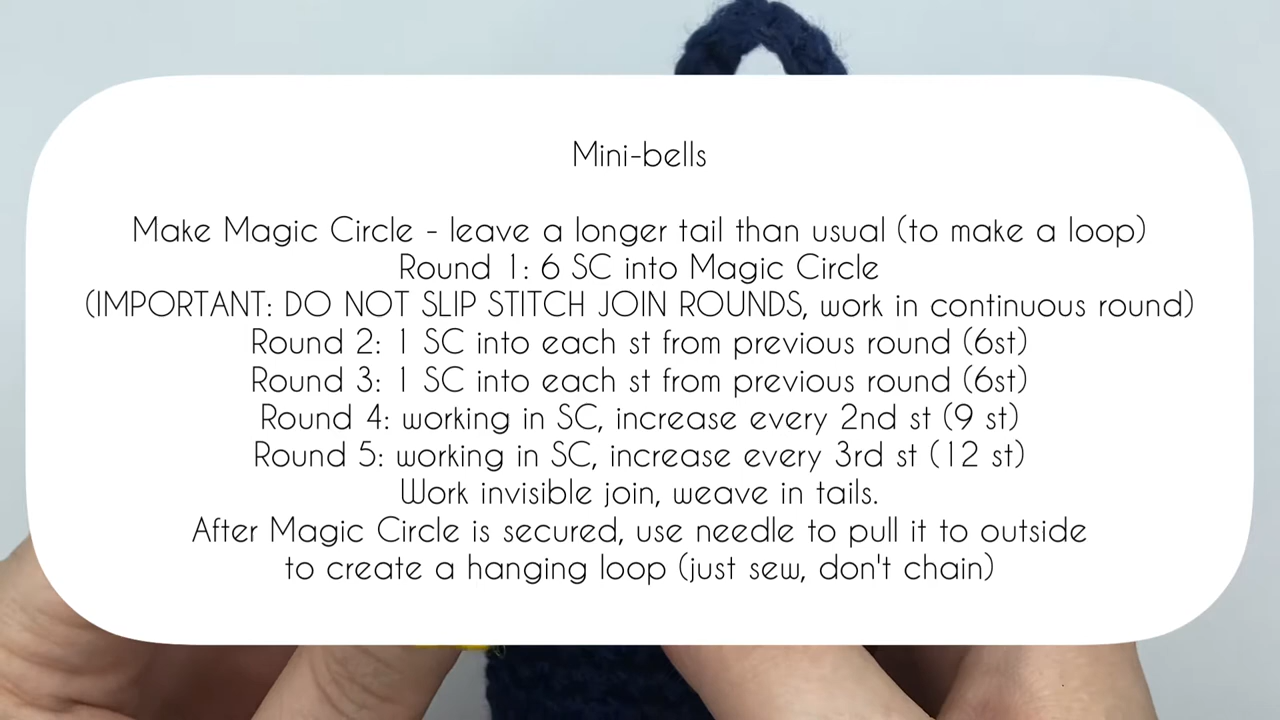 Mini-bells
Make Magic Circle - leave a longer tail than usual (to make a loop)
Round 1: 6 SC into Magic Circle
(IMPORTANT: DO NOT SLIP STITCH JOIN ROUNDS, work in continuous round)
Round 2: 1 SC into each st from previous round (6st)
Round 3: 1 SC into each st from previous round (6st)
Round 4: working in SC, increase every 2nd st (9 st)
Round 5: working in SC, increase every 3rd st (12 st)
Work invisible join, weave in tails.
After Magic Circle is secured, use needle to pull it to outside
to create a hanging loop (just sew, don't chain)